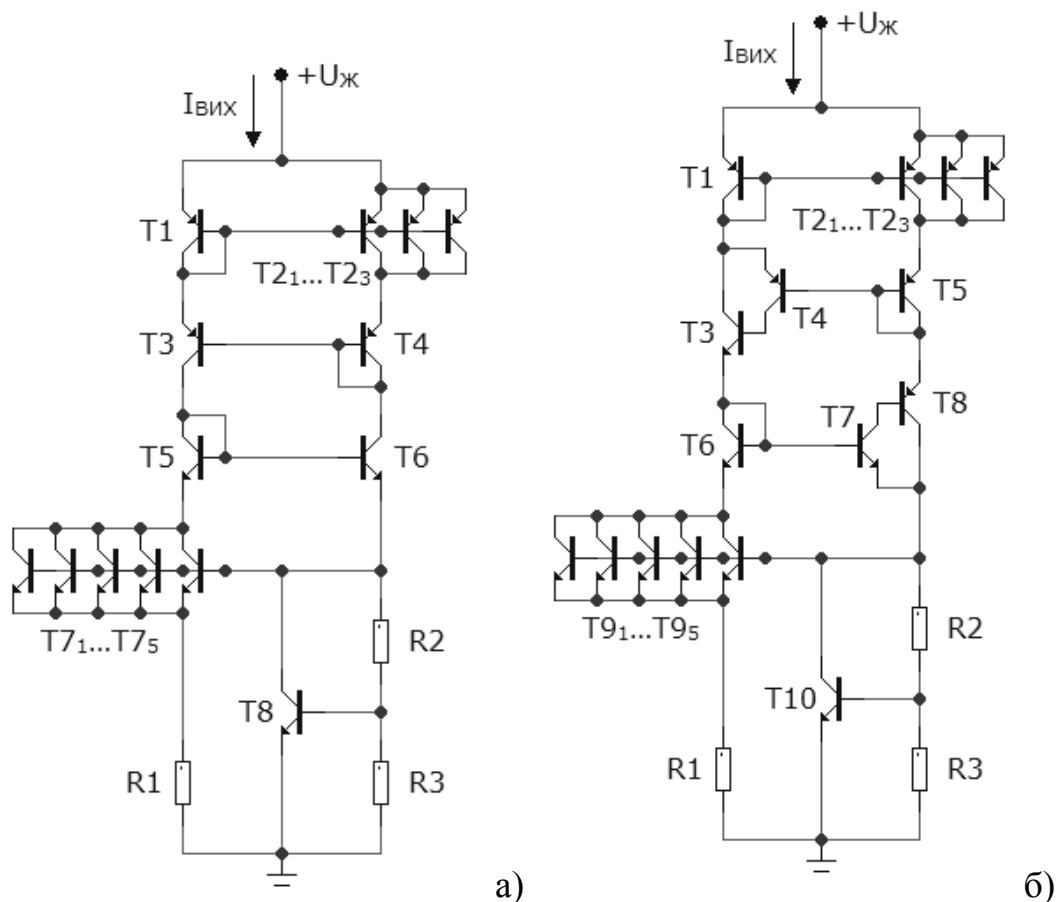 +Uж
Iвих
T1
T2₁...T2₃
T3
T4
T5
T6
T7₁...T7₅
R2
T8
R1
R3
а)
+Uж
Iвих
T1
T2₁...T2₃
T5
T4
T3
T8
T7
T6
T9₁...T9₅
R2
T10
R1
R3
б)